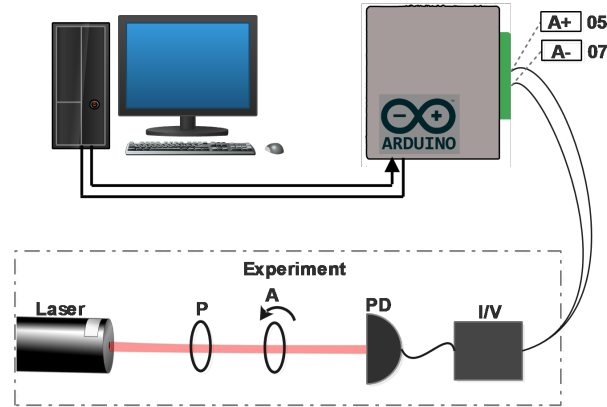 A+ 05
A- 07
ARDUINO
Experiment
Laser
P
A
PD
I/V